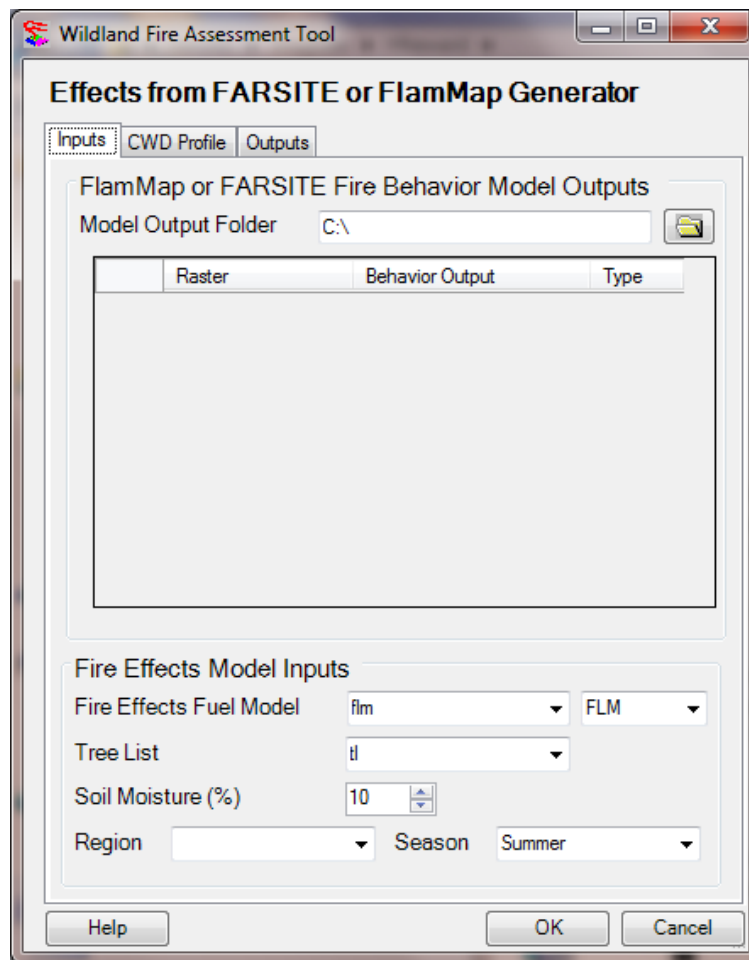 Wildland Fire Assessment Tool
Effects from FARSITE or FlamMap Generator
Inputs CWD Profile Outputs
FlamMap or FARSITE Fire Behavior Model Outputs
Model Output Folder C:\
Raster Behavior Output Type
Fire Effects Model Inputs
Fire Effects Fuel Model flm FLM
Tree List tl
Soil Moisture (%) 10
Region Season Summer
Help OK Cancel